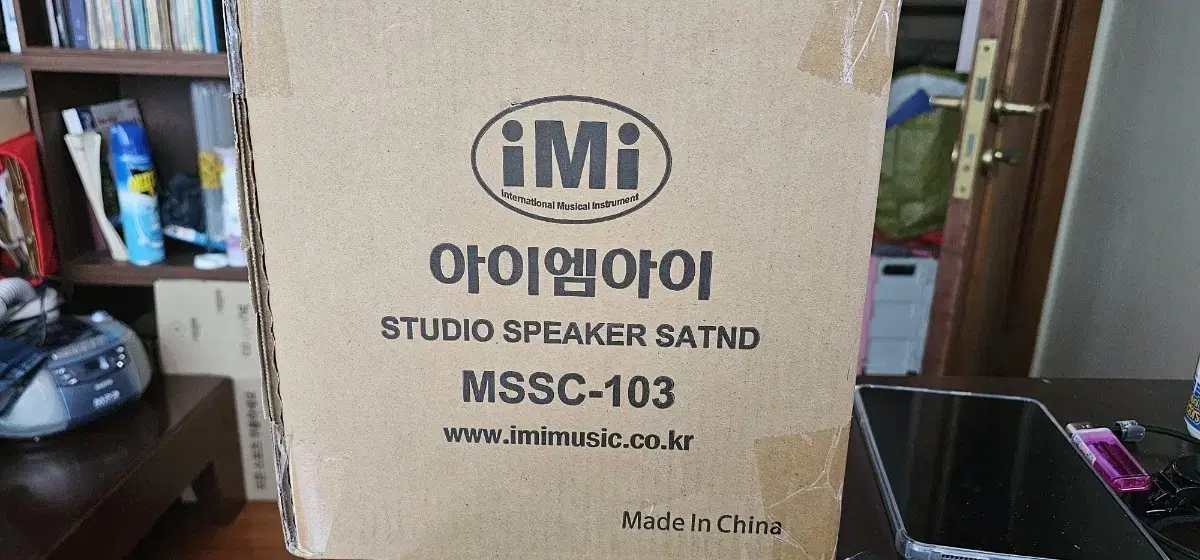 iMi
International Musical Instrument
아이엠아이
STUDIO SPEAKER SATND
MSSC-103
www.imimusic.co.kr
Made In China